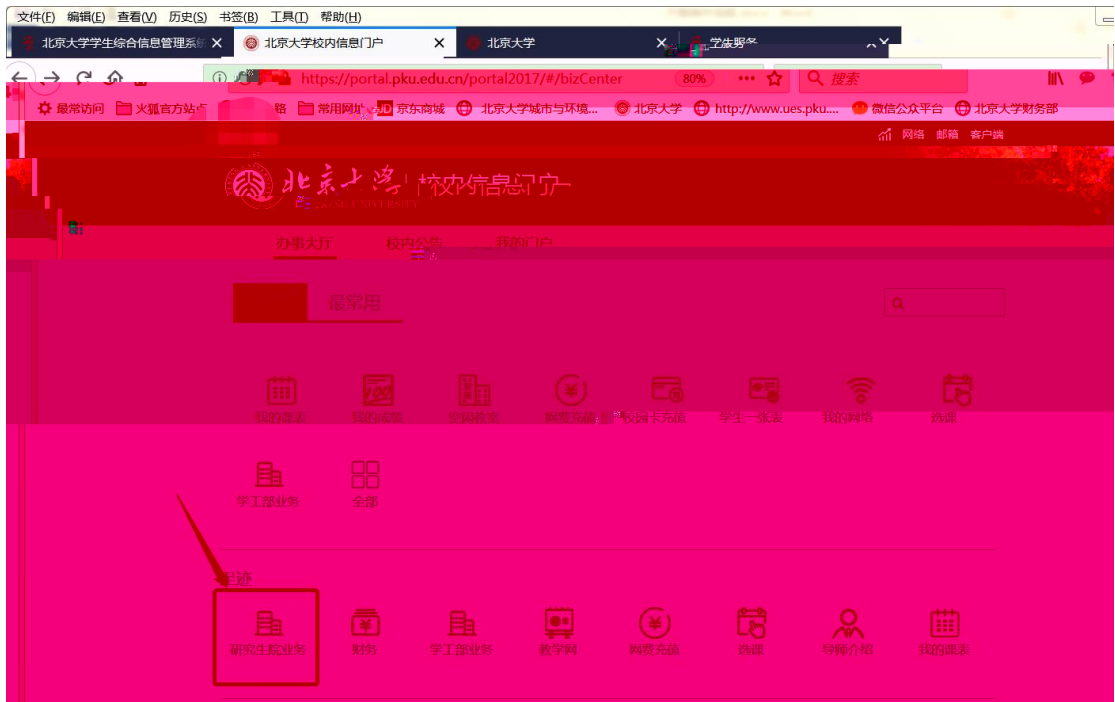 文件(F) 编辑(E) 查看(V) 历史(S) 书签(B) 工具(T) 帮助(H)
北京大学学生综合信息管理系统 北京大学校内信息门户 北京大学
https://portal.pku.edu.cn/portal2017/#/bizCenter 80% 搜索
最常访问 火狐官方站点 常用网址 JD 京东商城 北京大学城市与环境... 北京大学 http://www.ues.pku.... 微信公众平台 北京大学财务部
网络 邮箱 客户端
北京大学 校内信息门户
办事大厅 校内公告 我的门户
最常用
我的课表 我的成绩 空闲教室 网费充值 校园卡充值 学生一张表 我的网络 选课
学工部业务 全部
足迹
研究生院业务 财务 学工部业务 教学网 网费充值 选课 导师介绍 我的课表